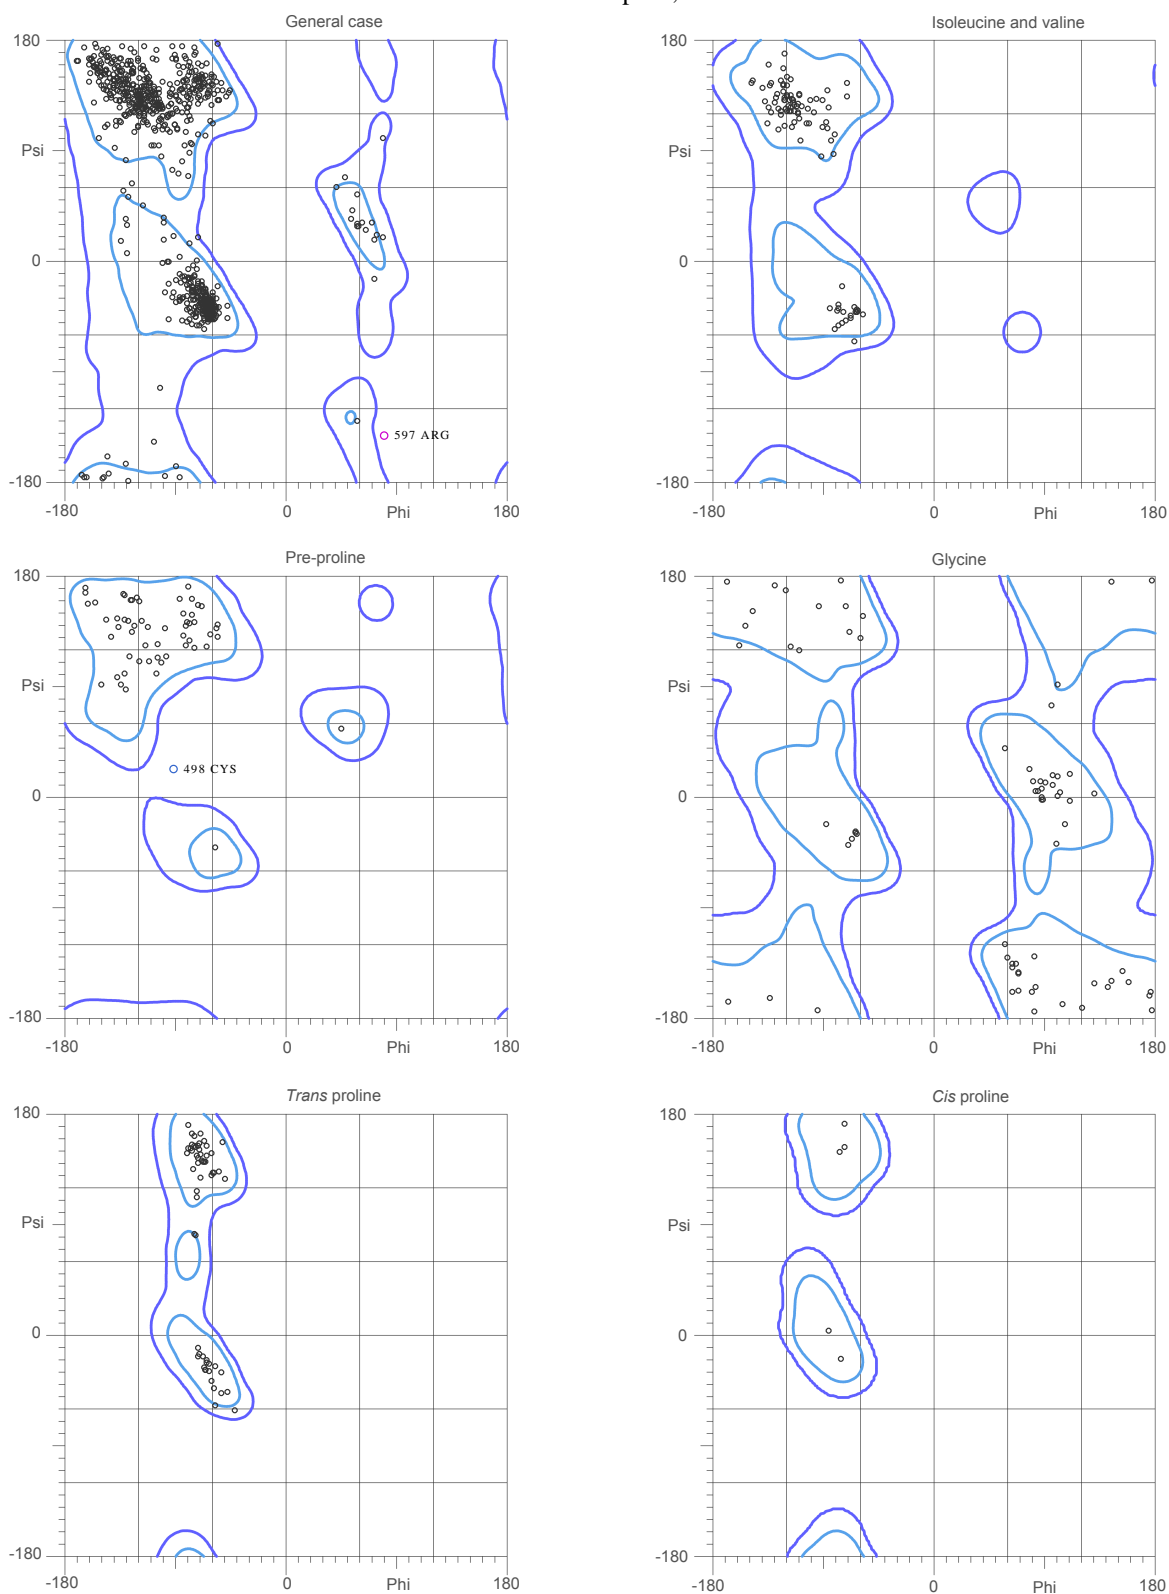 General case
180
Psi
0
-180
597 ARG
-180
0
Phi
180
Isoleucine and valine
180
Psi
0
-180
-180
0
Phi
180
Pre-proline
180
Psi
0
-180
498 CYS
-180
0
Phi
180
Glycine
180
Psi
0
-180
-180
0
Phi
180
Trans proline
180
Psi
0
-180
-180
0
Phi
180
Cis proline
180
Psi
0
-180
-180
0
Phi
180